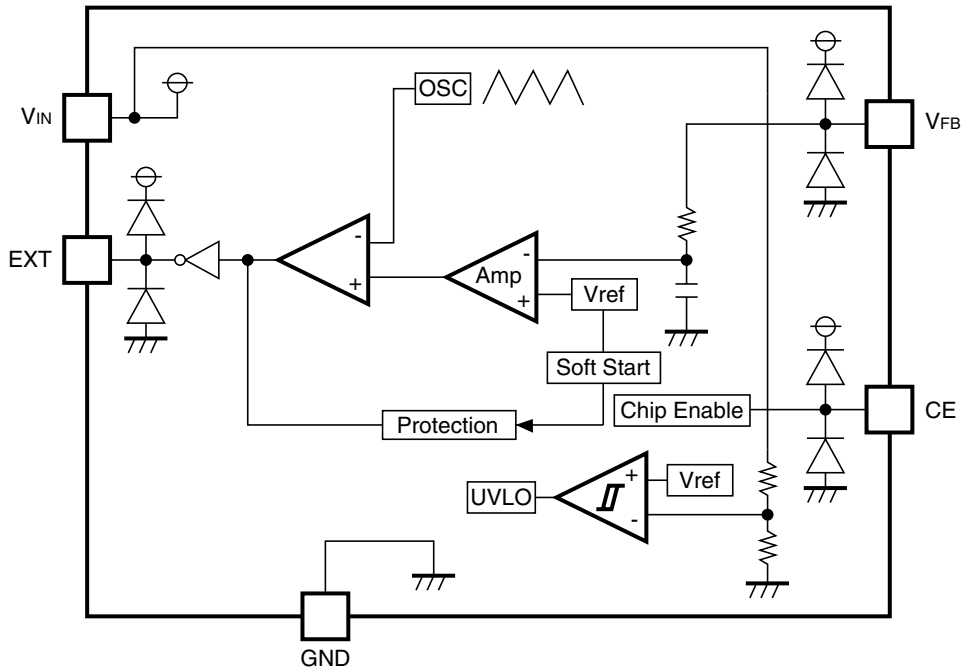 OSC
VIN
VFB
EXT
-
+
Amp
-
+
Vref
Soft Start
Chip Enable
CE
Protection
UVLO
+
-
Vref
GND